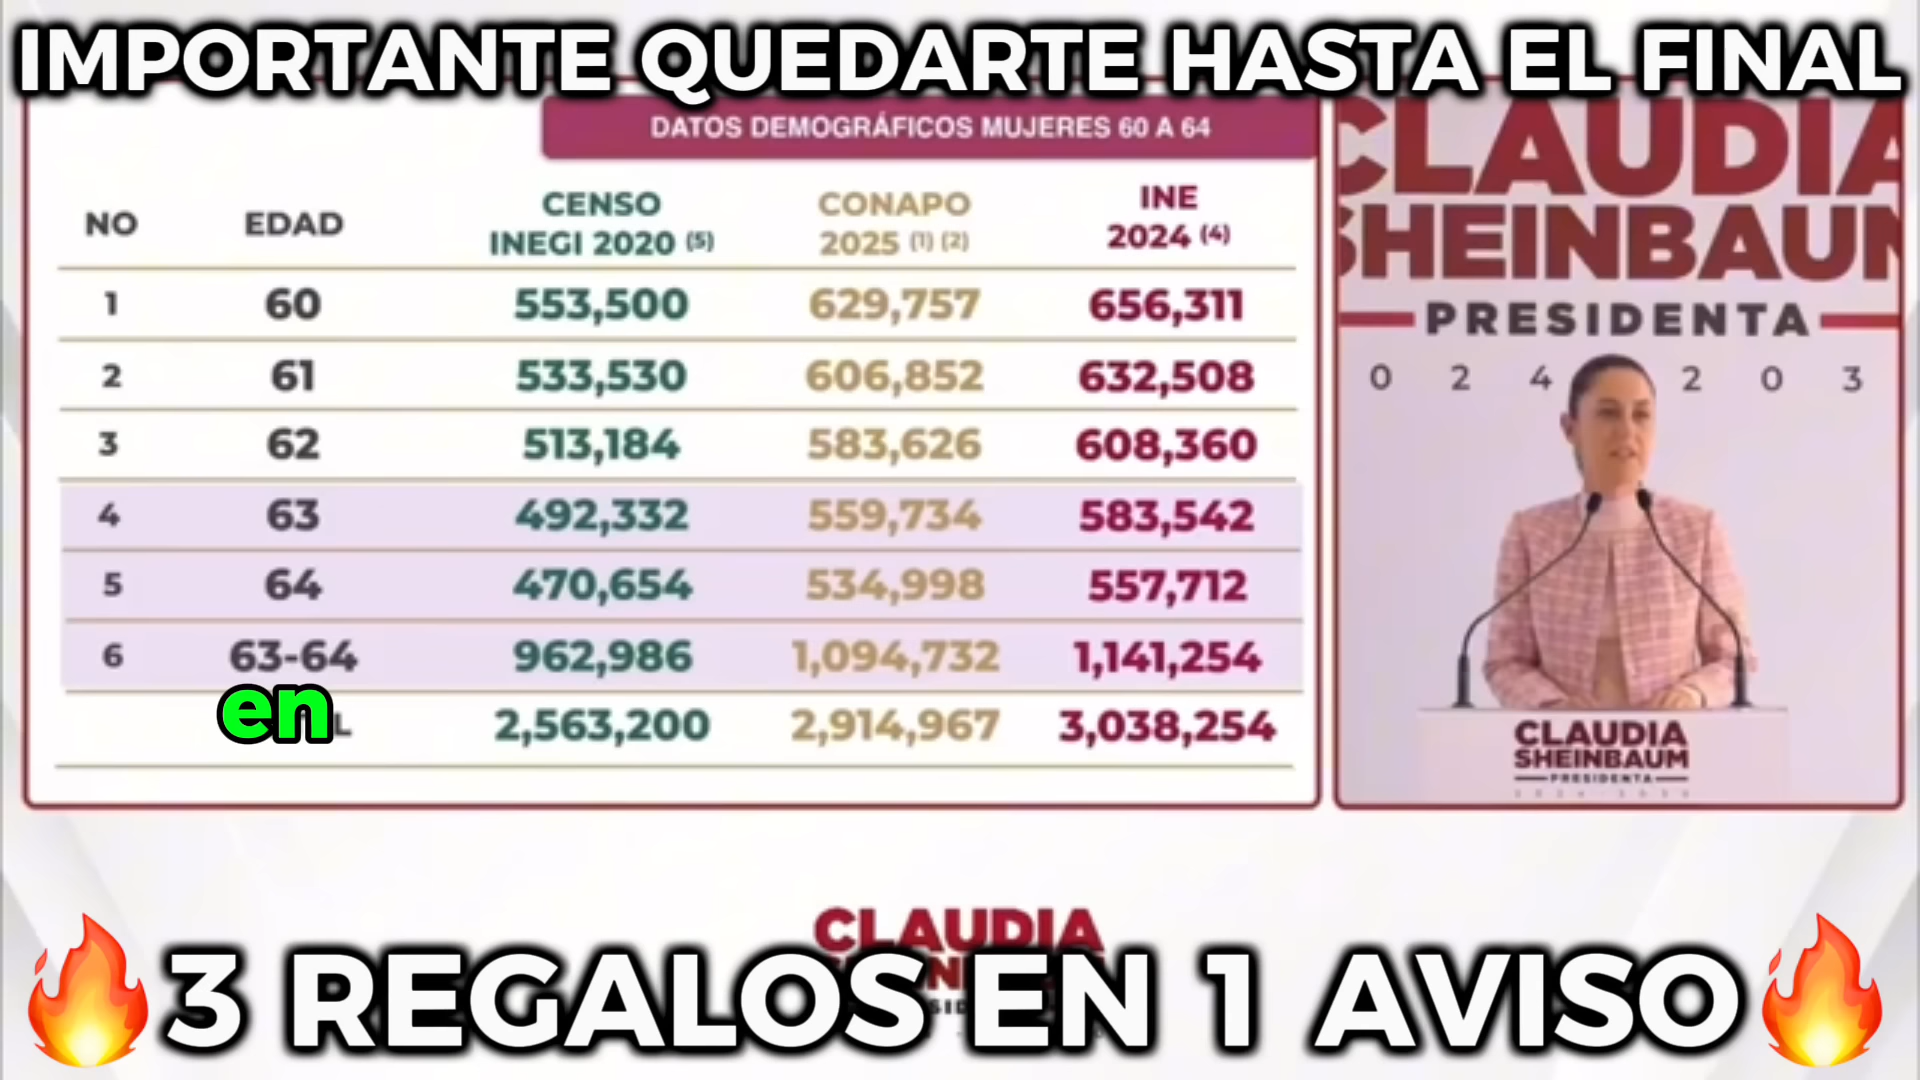 IMPORTANTE QUEDARTE HASTA EL FINAL
DATOS DEMOGRÁFICOS MUJERES 60 A 64
NO EDAD CENSO INEGI 2020 (5) CONAPO 2025 (1) (2) INE 2024 (4)
1 60 553,500 629,757 656,311
2 61 533,530 606,852 632,508
3 62 513,184 583,626 608,360
4 63 492,332 559,734 583,542
5 64 470,654 534,998 557,712
6 63-64 962,986 1,094,732 1,141,254
en L 2,563,200 2,914,967 3,038,254
CLAUDIA
SHEINBAUM
PRESIDENTA
0 2 4 2 0 3
CLAUDIA
SHEINBAUM
PRESIDENTA
CLAUDIA
3 REGALOS EN 1 AVISO